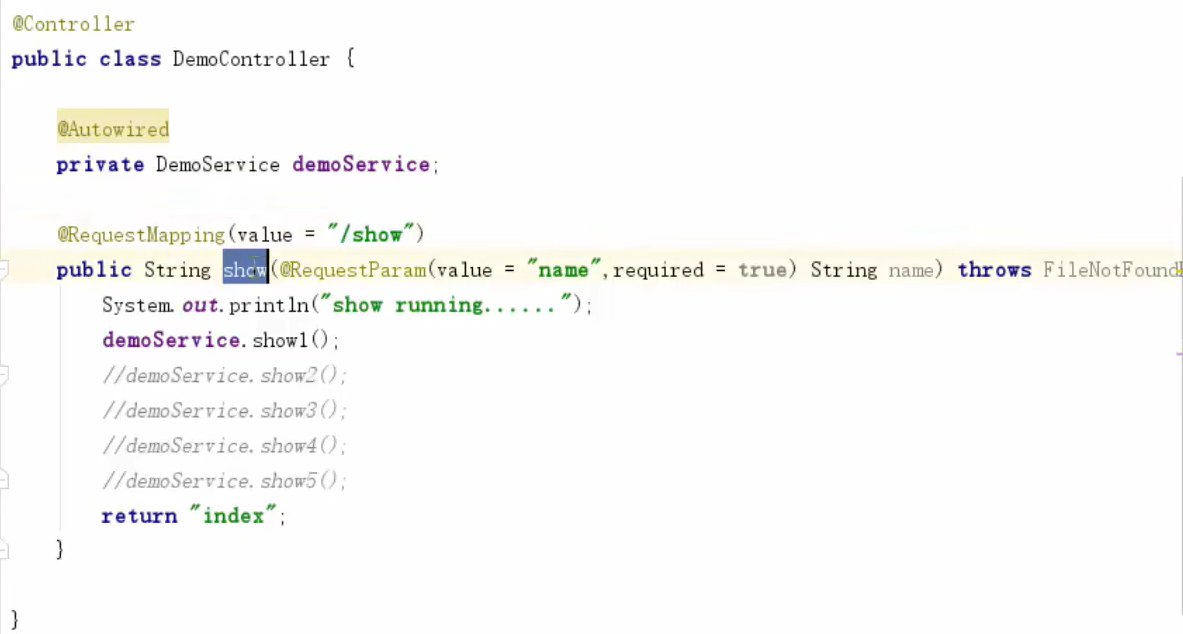 @Controller
public class DemoController {
@Autowired
private DemoService demoService;
@RequestMapping(value = "/show")
public String show(@RequestParam(value = "name",required = true) String name) throws FileNotFound
System.out.println("show running......");
demoService.show1();
//demoService.show2();
//demoService.show3();
//demoService.show4();
//demoService.show5();
return "index";
}
}